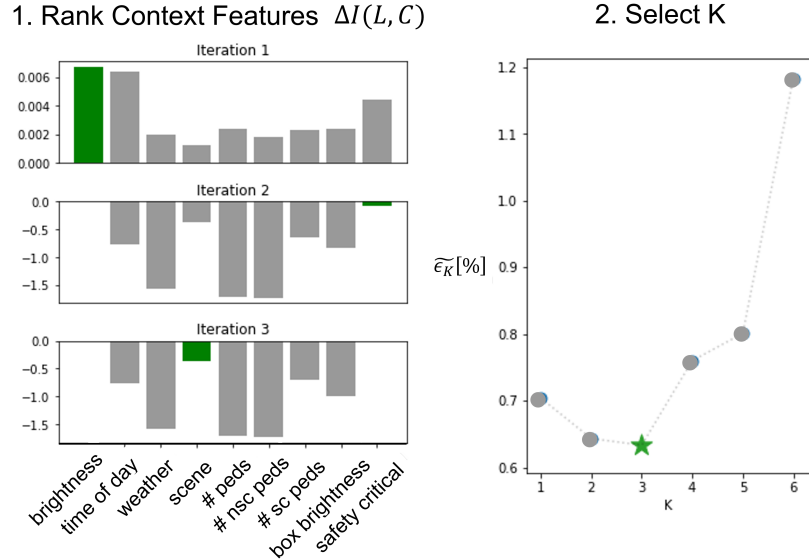 1. Rank Context Features ΔI(L, C)
Iteration 1
0.006
0.004
0.002
0.000
Iteration 2
0.0
−0.5
−1.0
−1.5
Iteration 3
0.0
−0.5
−1.0
−1.5
brightness
time of day
weather
scene
# peds
# nsc peds
# sc peds
box brightness
safety critical
2. Select K
1.2
1.1
1.0
0.9
0.8
0.7
0.6
ϵ̃_K[%]
1 2 3 4 5 6
K